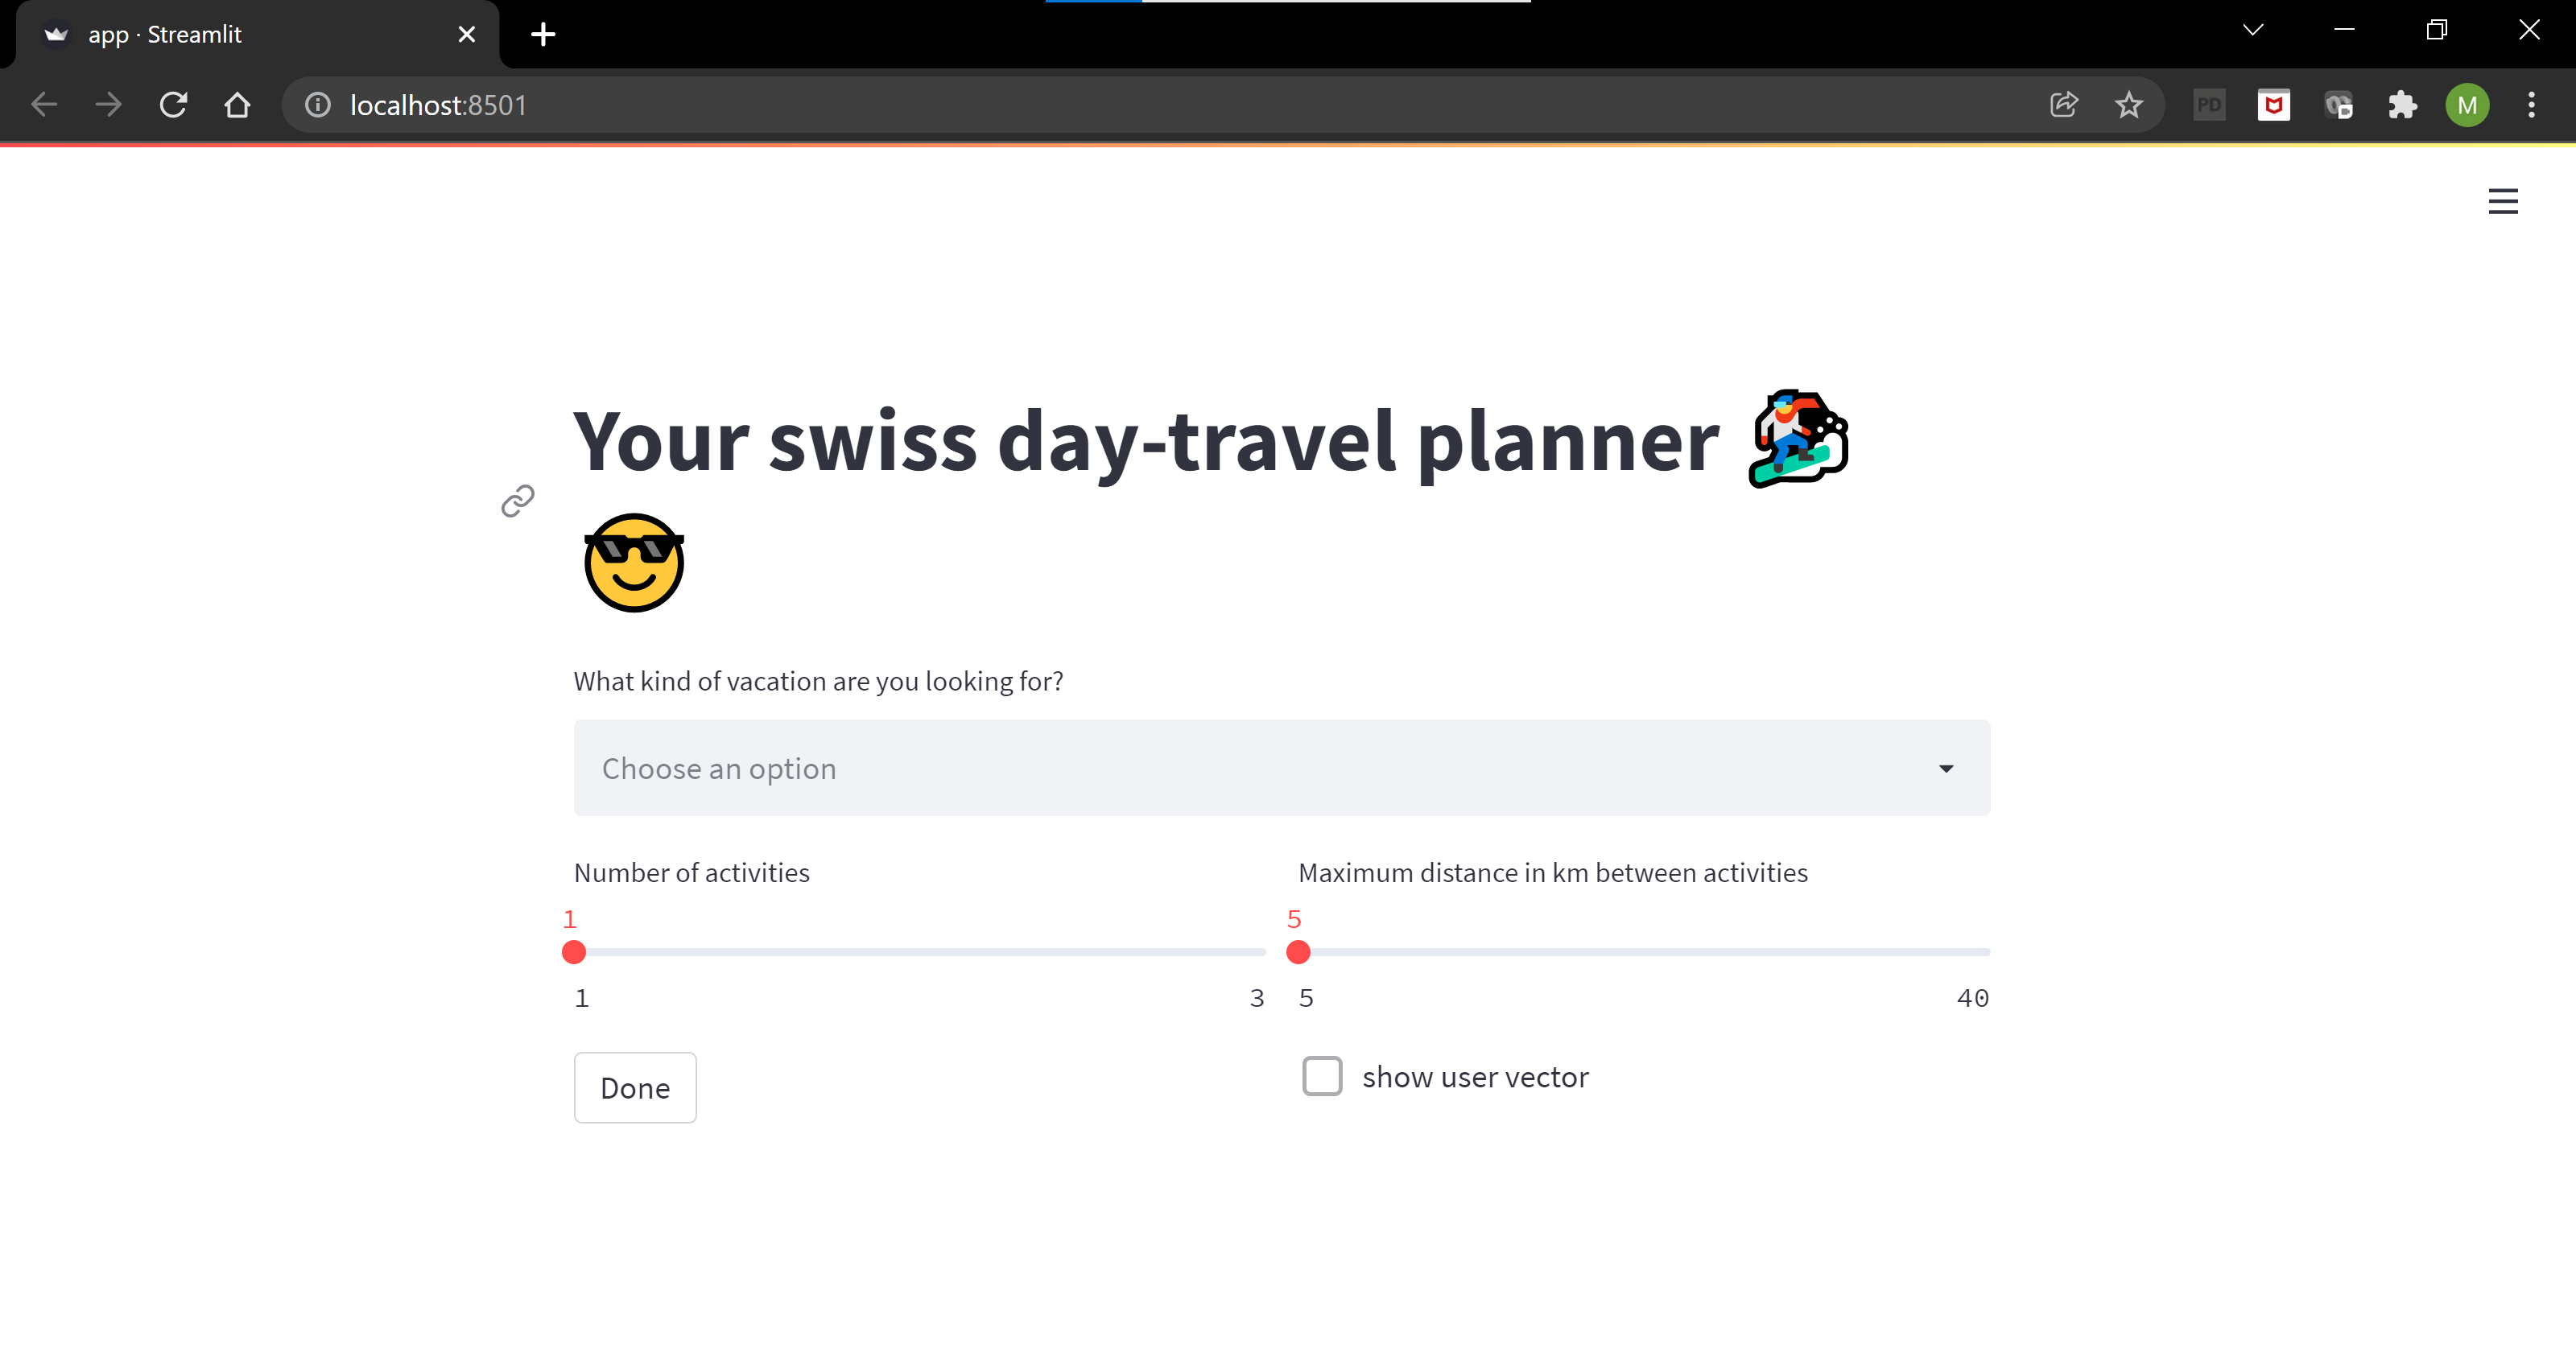 app · Streamlit
localhost:8501
PD
M
Your swiss day-travel planner 🏂
😎
What kind of vacation are you looking for?
Choose an option
Number of activities
Maximum distance in km between activities
1
5
1
3
5
40
Done
show user vector